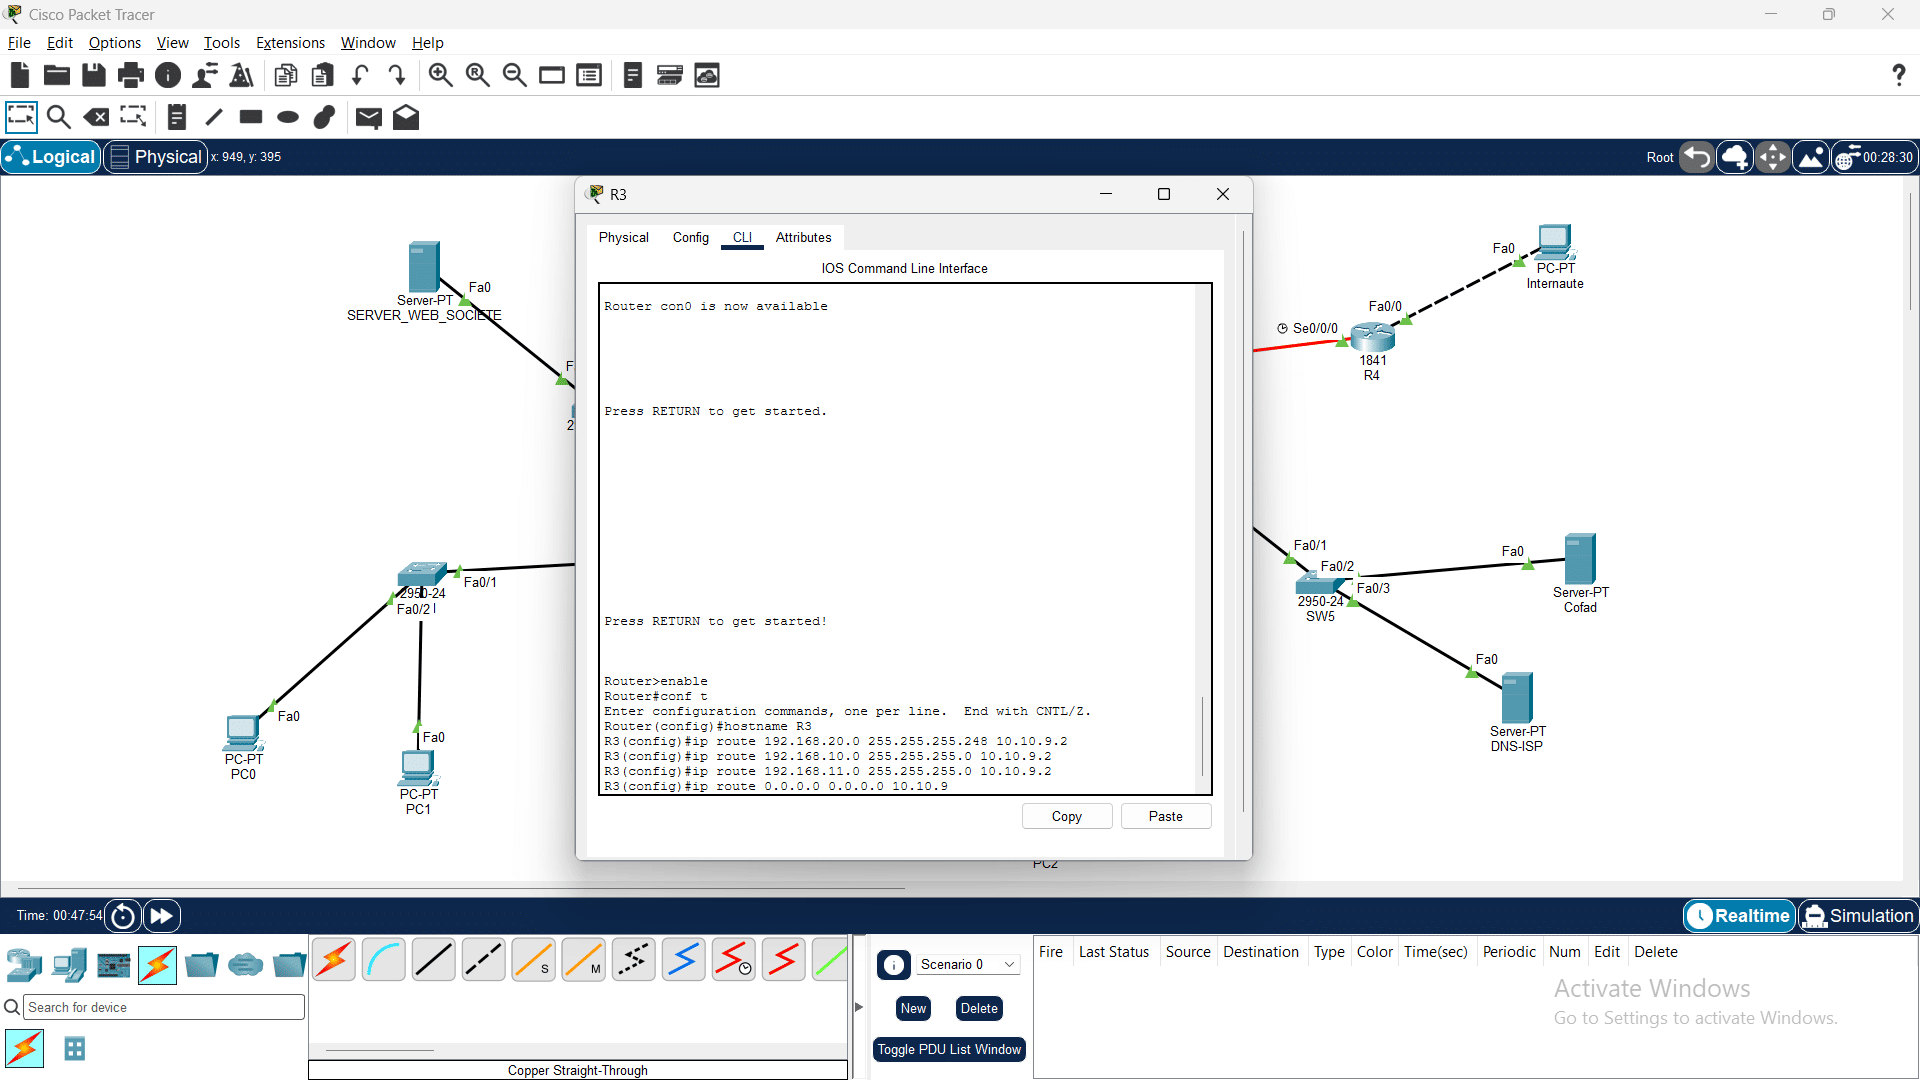 Cisco Packet Tracer
File Edit Options View Tools Extensions Window Help
Logical Physical x: 949, y: 395
Root 00:28:30
R3
Physical Config CLI Attributes
IOS Command Line Interface
Router con0 is now available
Press RETURN to get started.
Press RETURN to get started!
Router>enable
Router#conf t
Enter configuration commands, one per line.  End with CNTL/Z.
Router(config)#hostname R3
R3(config)#ip route 192.168.20.0 255.255.255.248 10.10.9.2
R3(config)#ip route 192.168.10.0 255.255.255.0 10.10.9.2
R3(config)#ip route 192.168.11.0 255.255.255.0 10.10.9.2
R3(config)#ip route 0.0.0.0 0.0.0.0 10.10.9
Copy Paste
Fa0
Server-PT
SERVER_WEB_SOCIETE
F
2
Fa0/1
2950-24
Fa0/2
Fa0
PC-PT
PC0
Fa0
PC-PT
PC1
Fa0
PC-PT
Internaute
Fa0/0
Se0/0/0
1841
R4
Fa0/1
Fa0/2
Fa0/3
2950-24
SW5
Fa0
Server-PT
Cofad
Fa0
Server-PT
DNS-ISP
PC2
Time: 00:47:54
Realtime Simulation
Search for device
S
M
Copper Straight-Through
Scenario 0
New Delete
Toggle PDU List Window
Fire Last Status Source Destination Type Color Time(sec) Periodic Num Edit Delete
Activate Windows
Go to Settings to activate Windows.